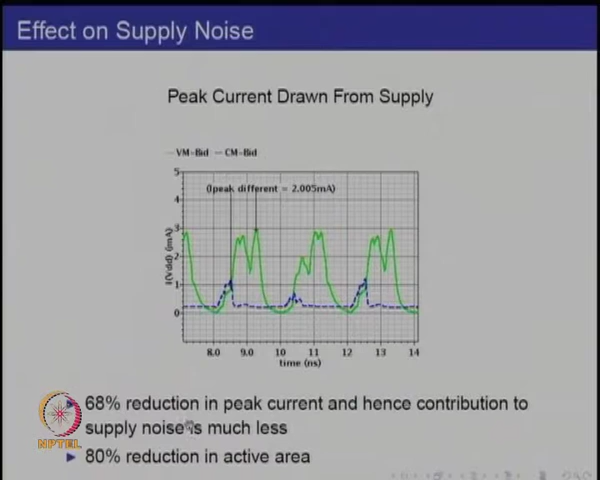 Effect on Supply Noise
Peak Current Drawn From Supply
VM-Bid CM-Bid
(Ipeak different = 2.005mA)
5
4
3
2
1
0
I(Vdd) (mA)
8.0 9.0 10 11 12 13 14
time (ns)
68% reduction in peak current and hence contribution to
supply noise is much less
80% reduction in active area
NPTEL